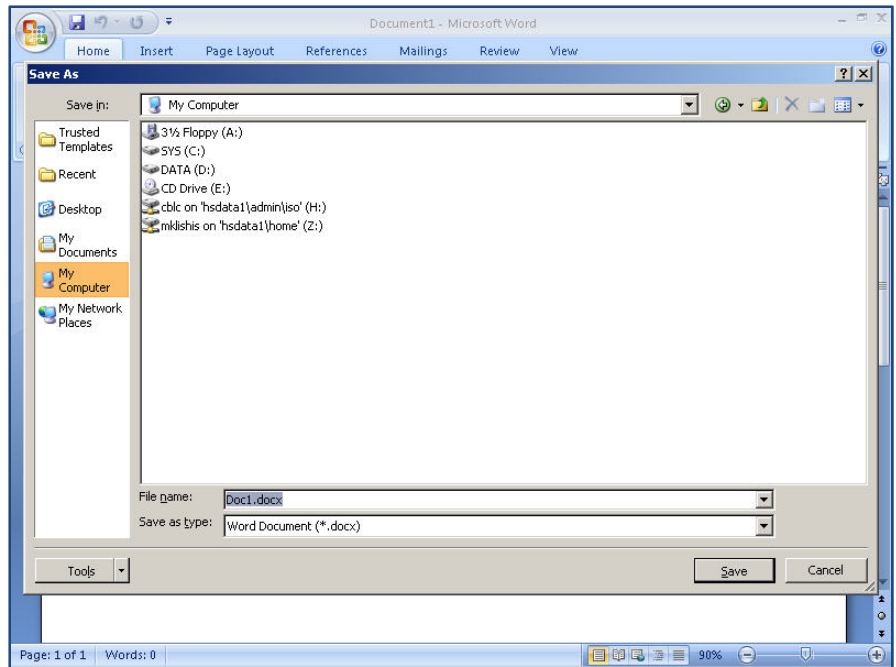 Document1 - Microsoft Word
Home Insert Page Layout References Mailings Review View
Save As
Save in: My Computer
Trusted
Templates
Recent
Desktop
My
Documents
My
Computer
My Network
Places
3½ Floppy (A:)
SYS (C:)
DATA (D:)
CD Drive (E:)
cblc on 'hsdata1\admin\iso' (H:)
mklishis on 'hsdata1\home' (Z:)
File name: Doc1.docx
Save as type: Word Document (*.docx)
Tools Save Cancel
Page: 1 of 1 Words: 0 90%